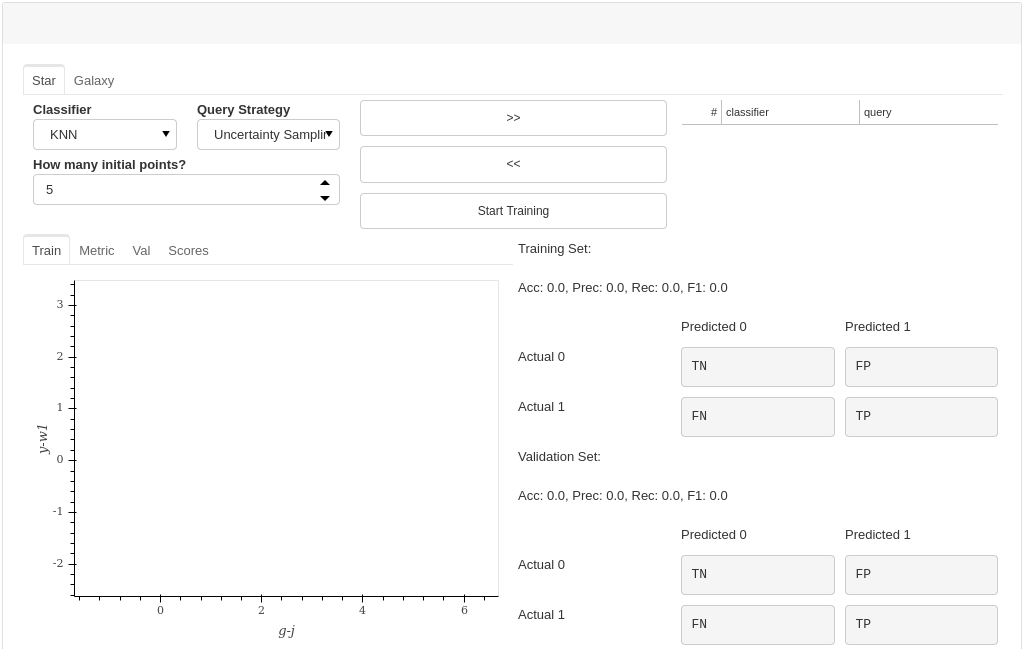 Star Galaxy
Classifier Query Strategy
KNN Uncertainty Samplin
How many initial points?
5
>>
<<
Start Training
# classifier query
Train Metric Val Scores
3
2
1
0
-1
-2
y-w1
0 2 4 6
g-j
Training Set:
Acc: 0.0, Prec: 0.0, Rec: 0.0, F1: 0.0
Predicted 0 Predicted 1
Actual 0 TN FP
Actual 1 FN TP
Validation Set:
Acc: 0.0, Prec: 0.0, Rec: 0.0, F1: 0.0
Predicted 0 Predicted 1
Actual 0 TN FP
Actual 1 FN TP